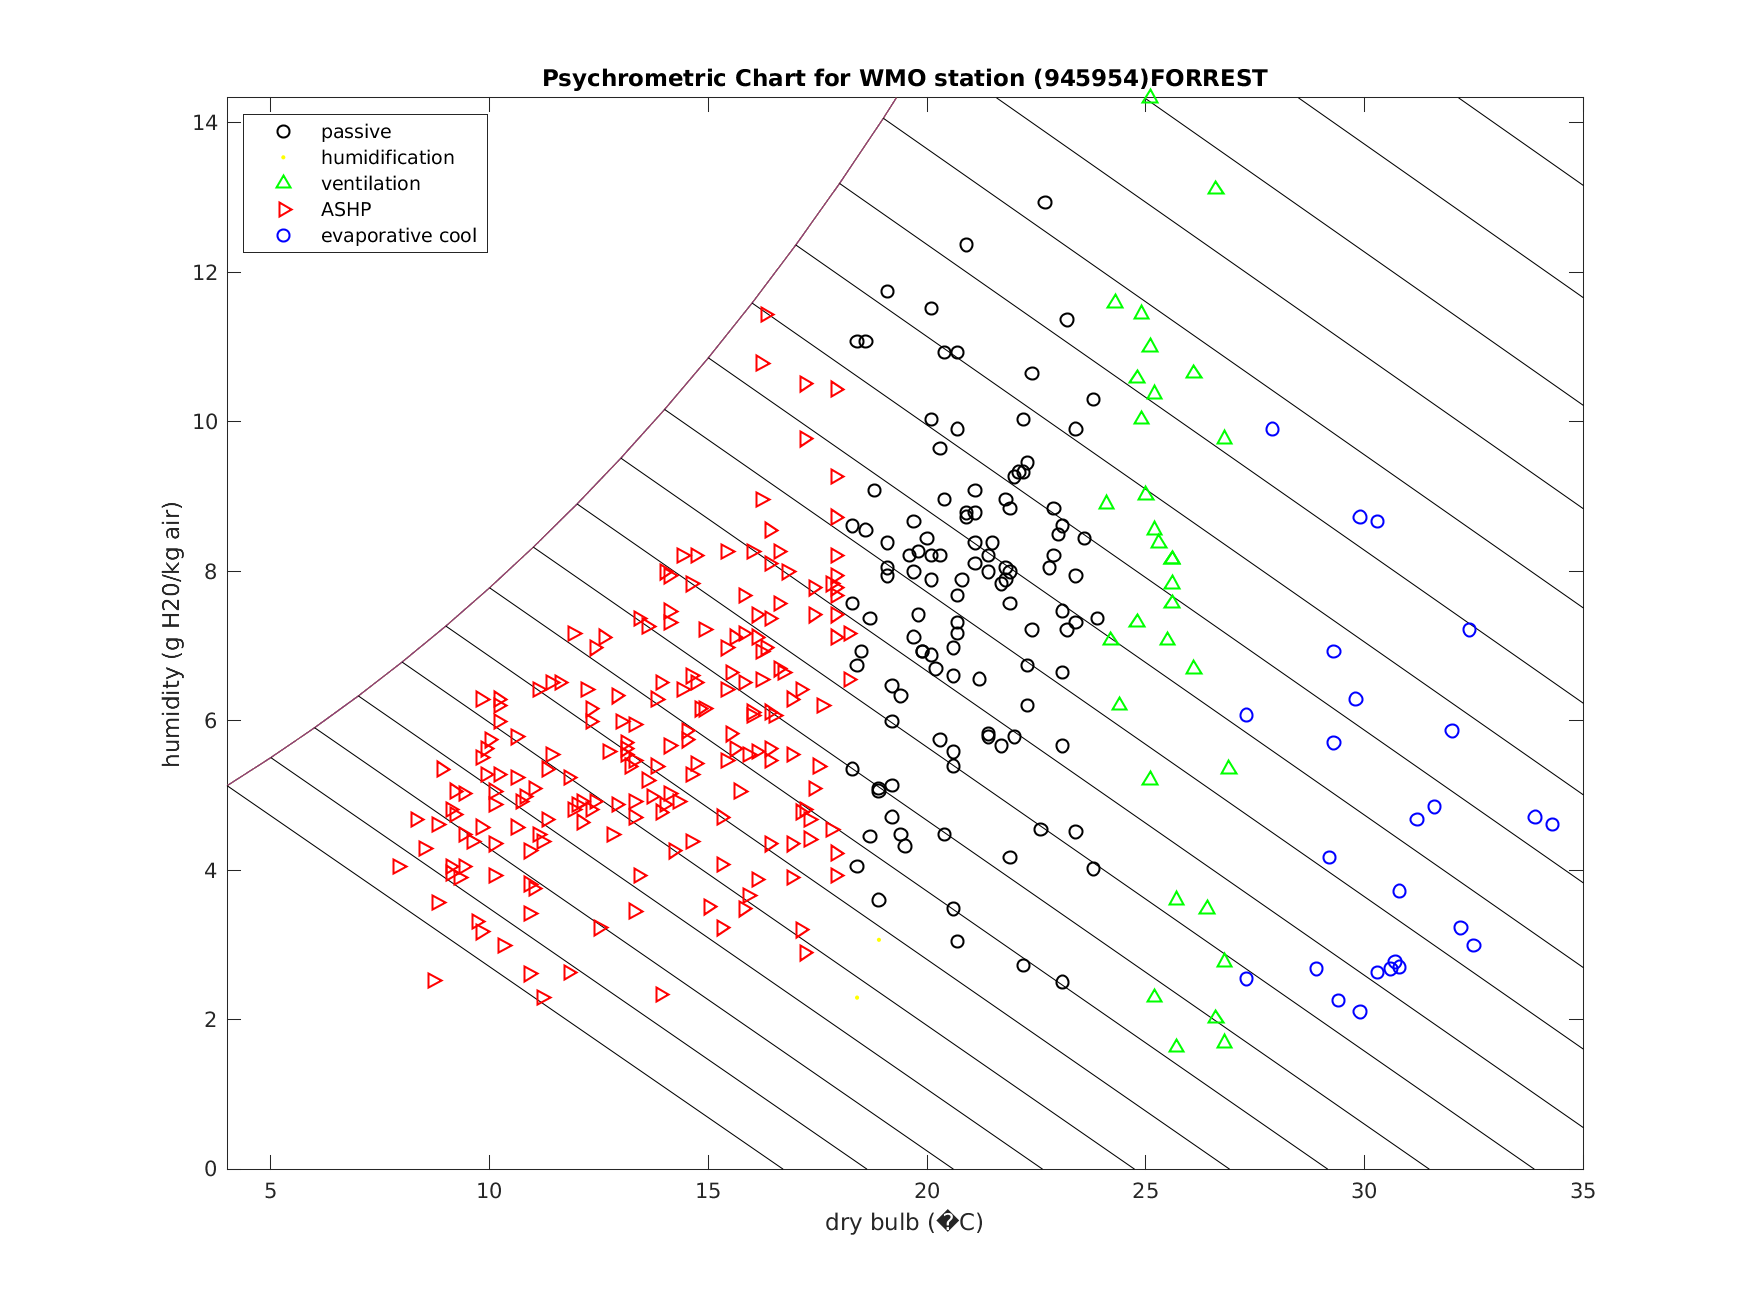 Psychrometric Chart for WMO station (945954)FORREST
passive
humidification
ventilation
ASHP
evaporative cool
humidity (g H20/kg air)
14
12
10
8
6
4
2
0
5 10 15 20 25 30 35
dry bulb (�C)